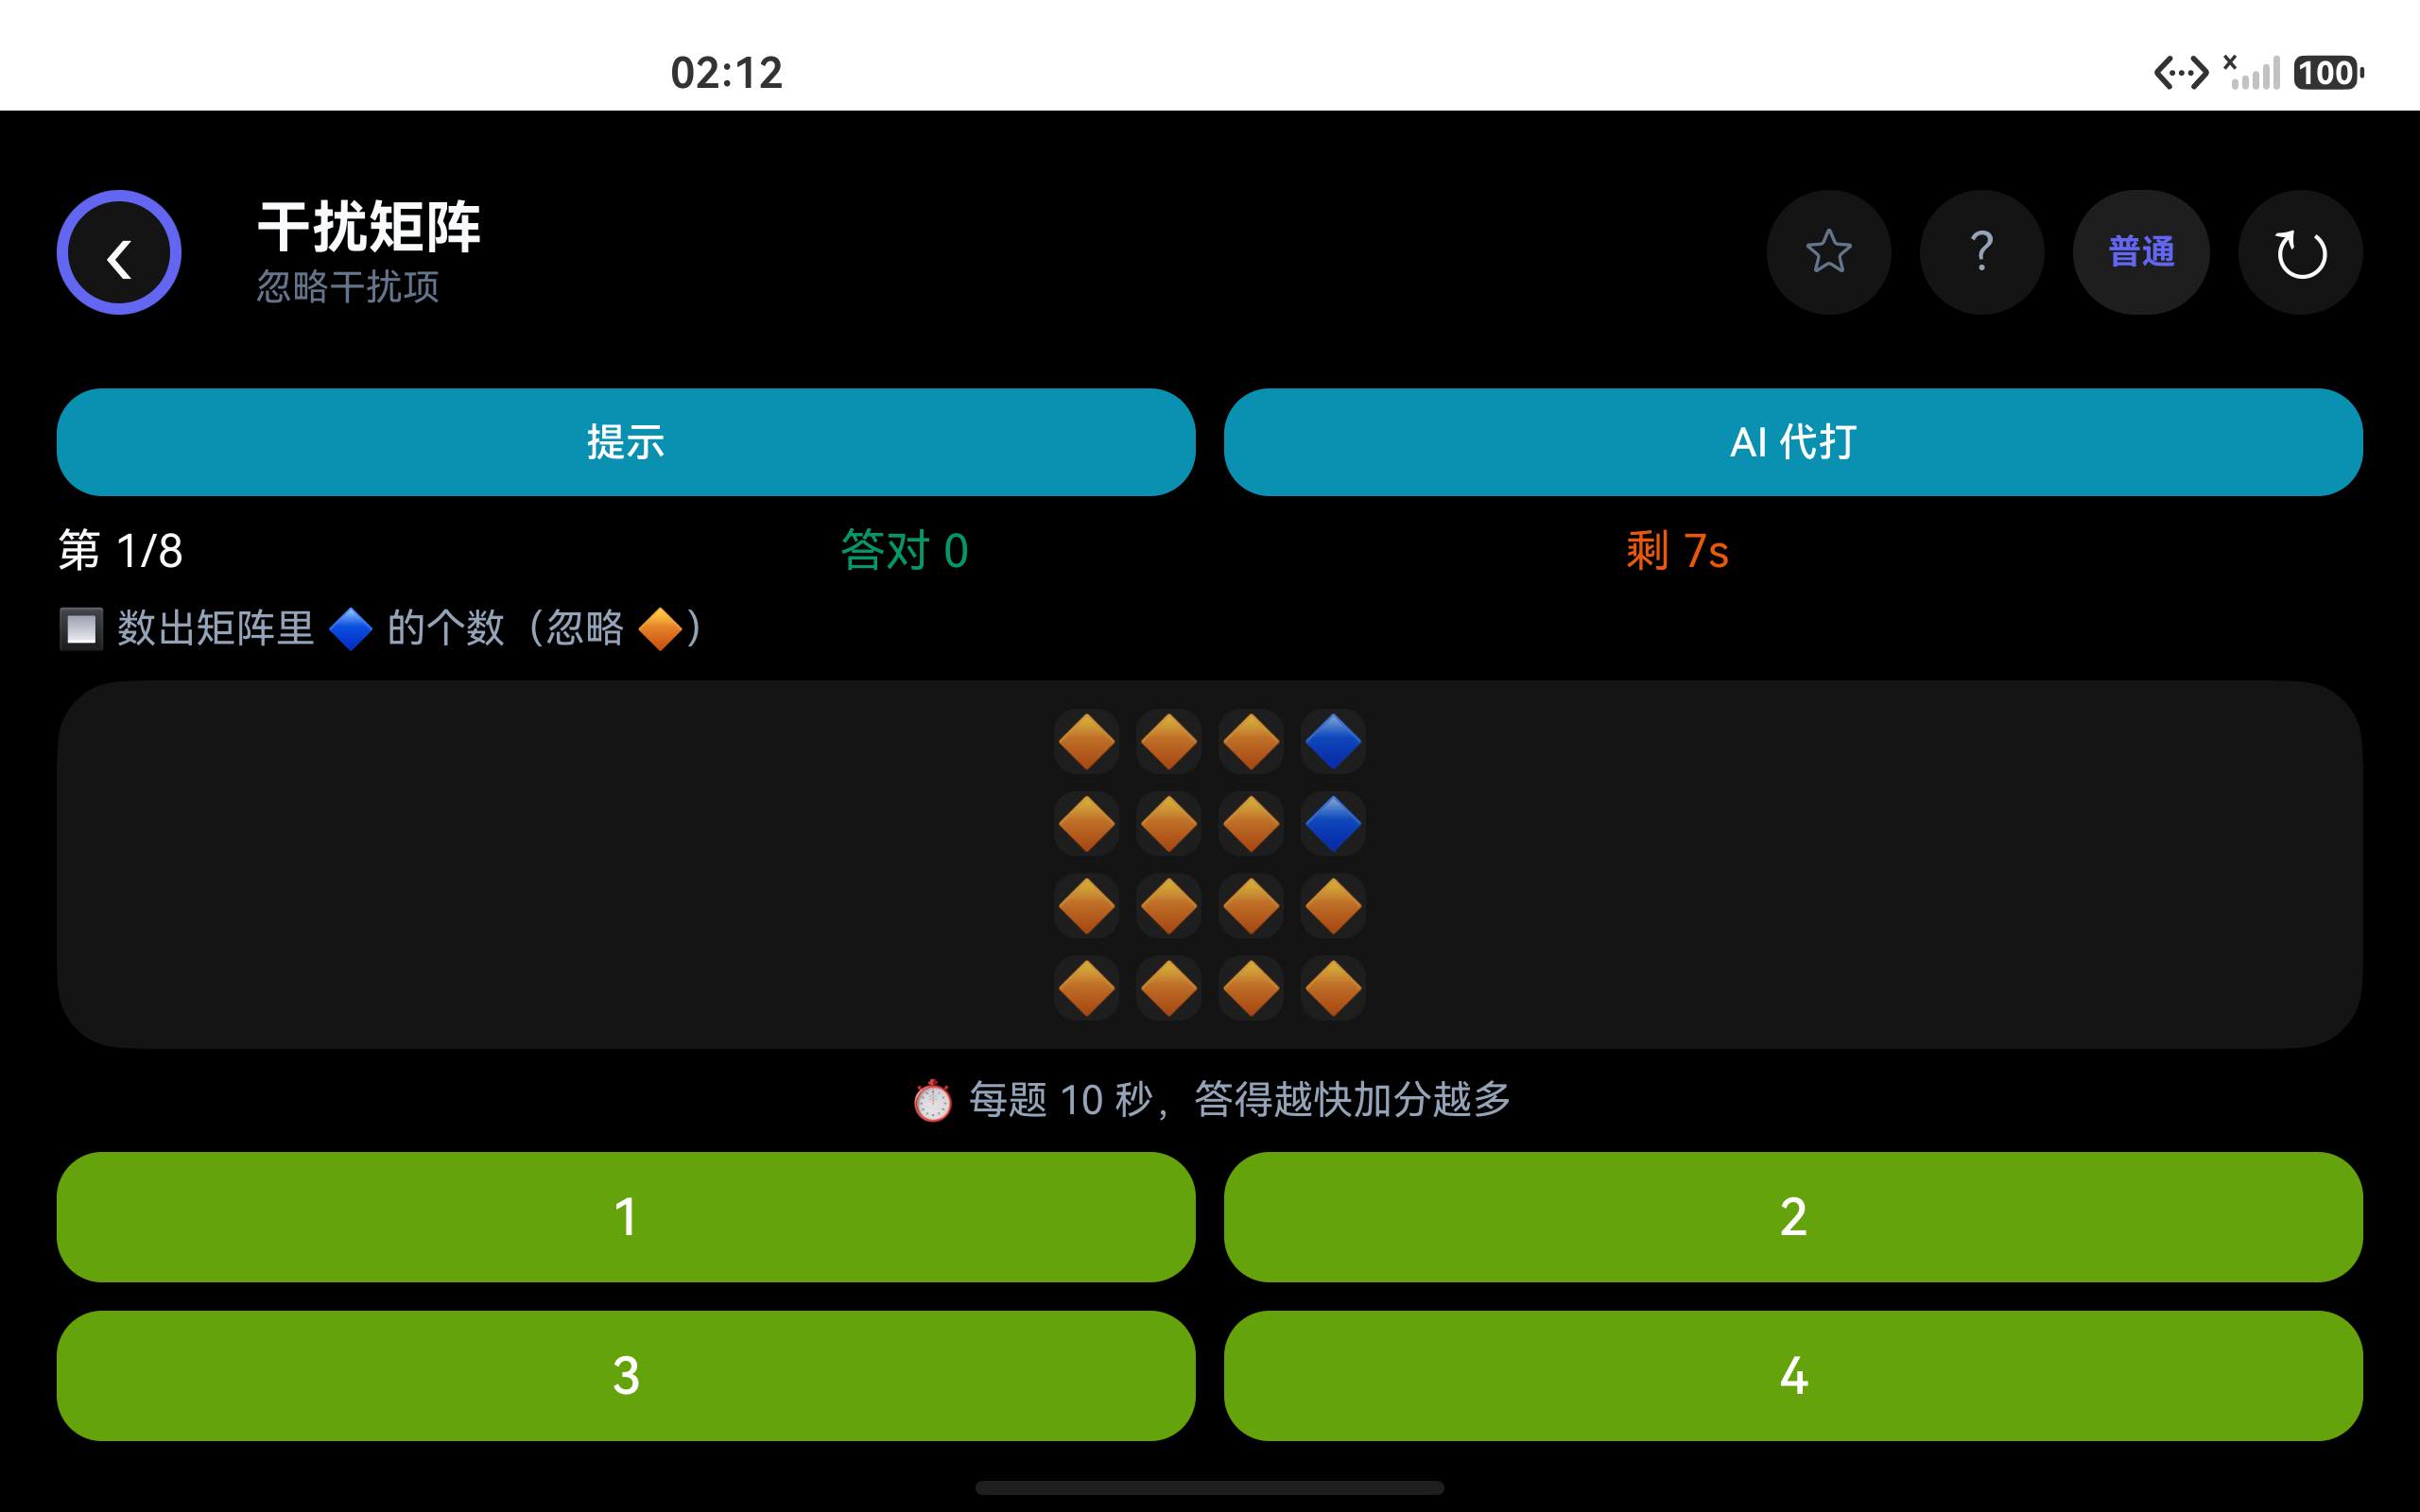 02:12
100
干扰矩阵
忽略干扰项
?
普通
提示
AI 代打
第 1/8
答对 0
剩 7s
🔲 数出矩阵里 🔷 的个数（忽略 🔶）
⏱️ 每题 10 秒，答得越快加分越多
1
2
3
4